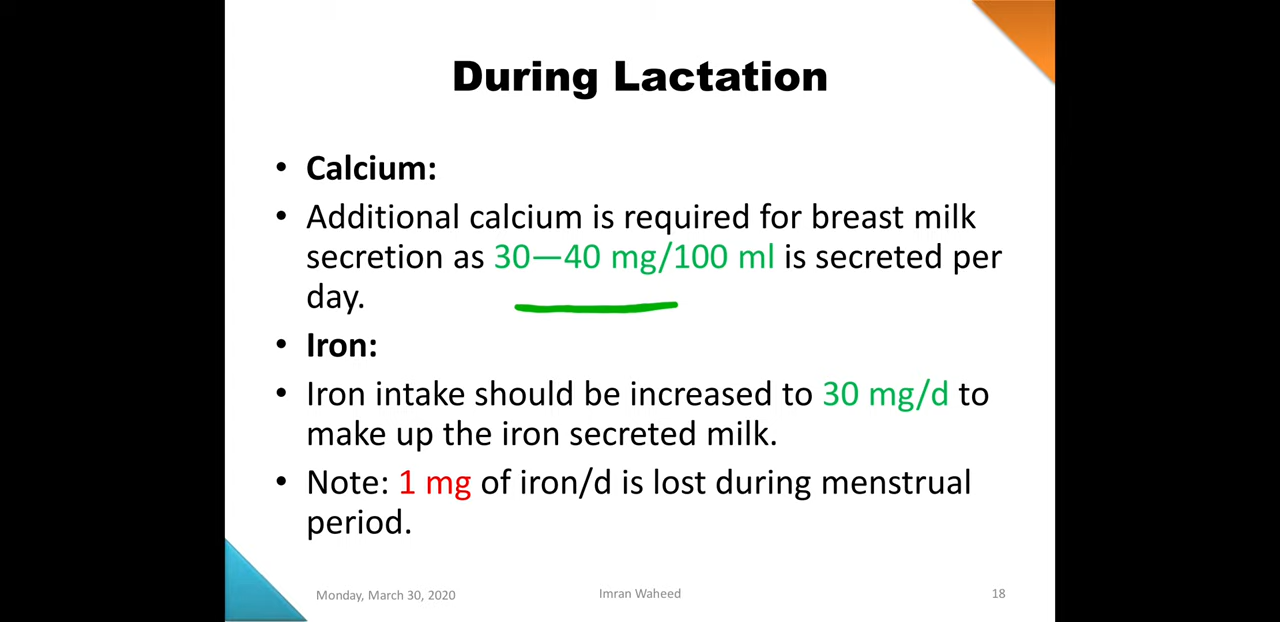 During Lactation
• Calcium:
• Additional calcium is required for breast milk
secretion as 30—40 mg/100 ml is secreted per
day.
• Iron:
• Iron intake should be increased to 30 mg/d to
make up the iron secreted milk.
• Note: 1 mg of iron/d is lost during menstrual
period.
Monday, March 30, 2020
Imran Waheed
18